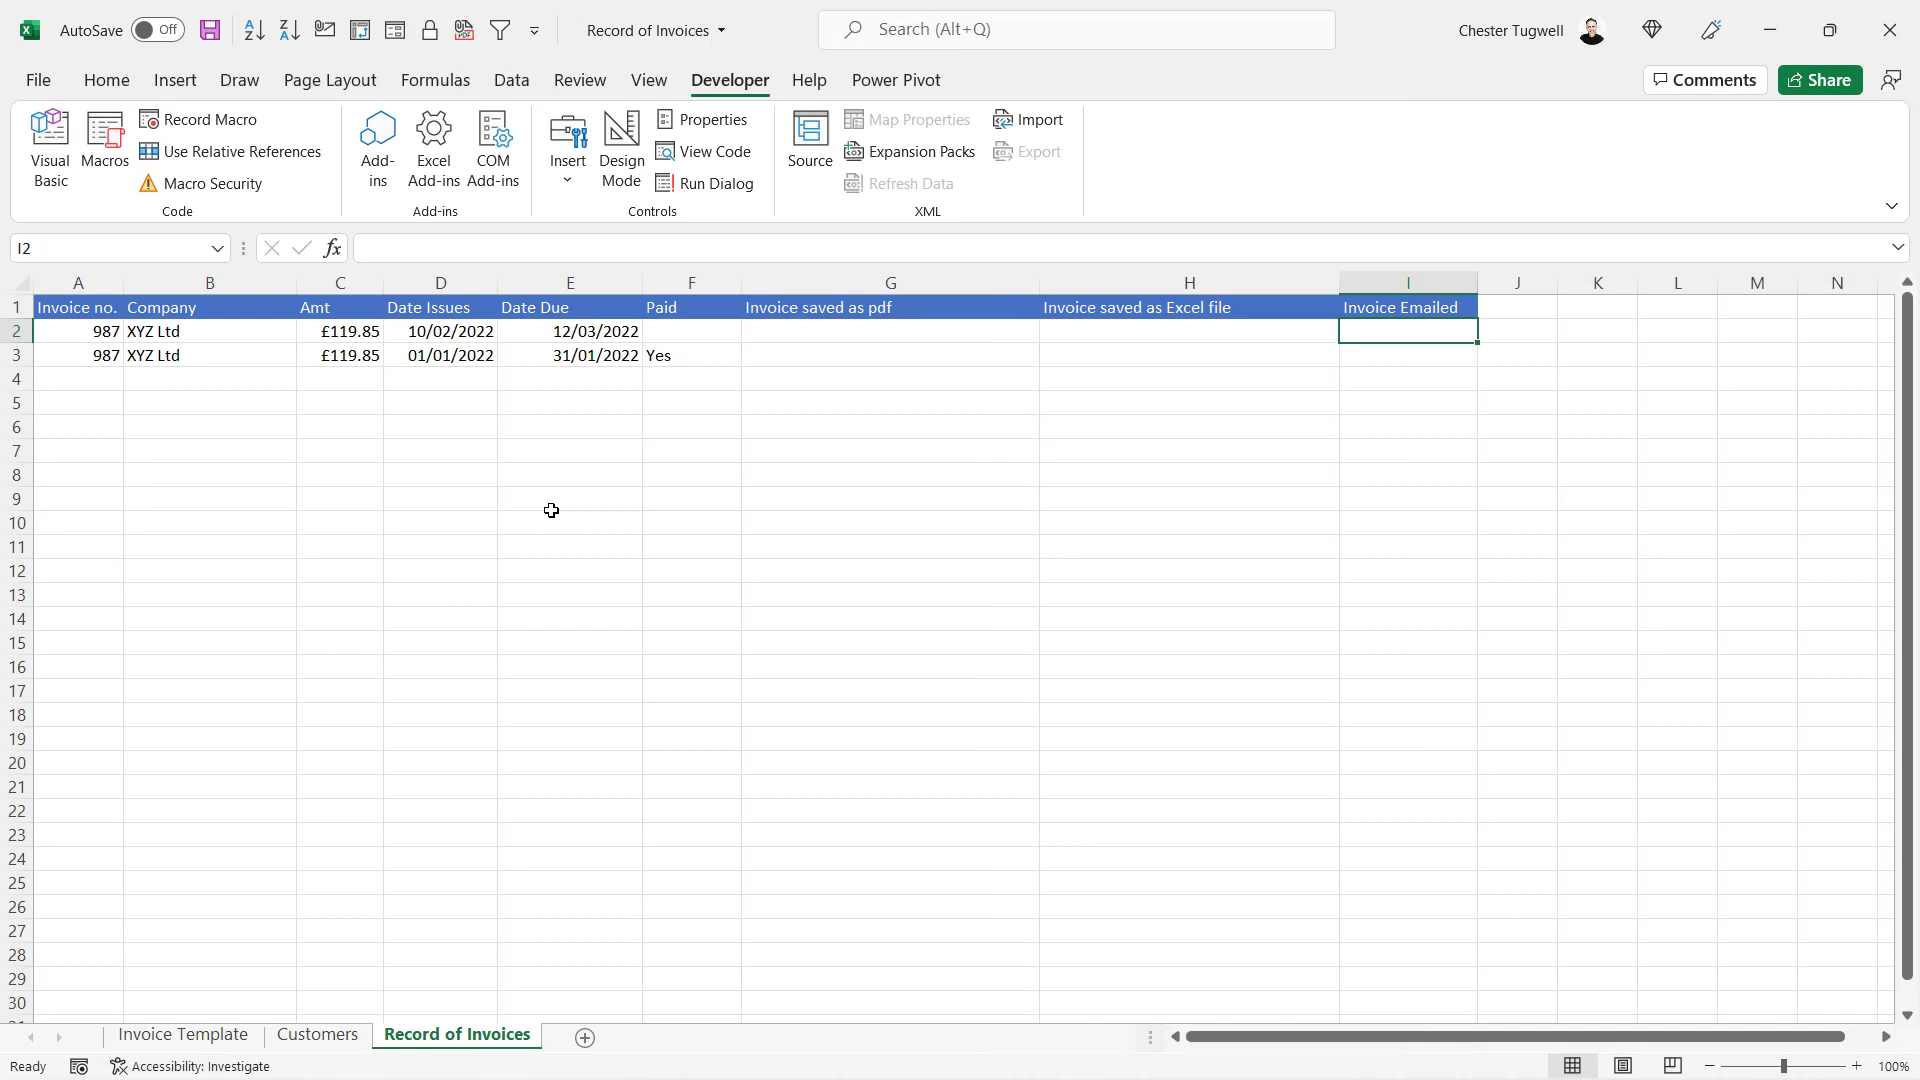 AutoSave Off Record of Invoices Search (Alt+Q) Chester Tugwell
File Home Insert Draw Page Layout Formulas Data Review View Developer Help Power Pivot Comments Share
Visual Basic
Macros
Record Macro
Use Relative References
Macro Security
Code
Add-ins
Excel Add-ins
COM Add-ins
Add-ins
Insert
Design Mode
Properties
View Code
Run Dialog
Controls
Source
Map Properties
Expansion Packs
Refresh Data
Import
Export
XML
I2 fx
A B C D E F G H I J K L M N
1 Invoice no. Company Amt Date Issues Date Due Paid Invoice saved as pdf Invoice saved as Excel file Invoice Emailed
2 987 XYZ Ltd £119.85 10/02/2022 12/03/2022
3 987 XYZ Ltd £119.85 01/01/2022 31/01/2022 Yes
4
5
6
7
8
9
10
11
12
13
14
15
16
17
18
19
20
21
22
23
24
25
26
27
28
29
30
Invoice Template Customers Record of Invoices
Ready Accessibility: Investigate 100%